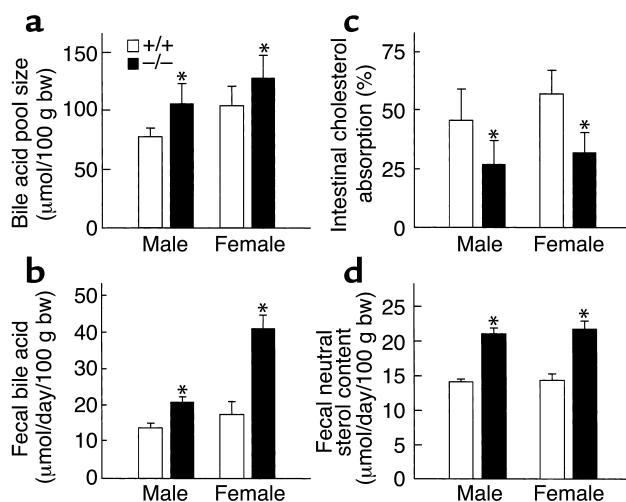 a
+/+
–/–
Bile acid pool size
(µmol/100 g bw)
150
100
50
0
*
*
Male
Female
c
Intestinal cholesterol
absorption (%)
75
50
25
0
*
*
Male
Female
b
Fecal bile acid
(µmol/day/100 g bw)
50
40
30
20
10
0
*
*
Male
Female
d
Fecal neutral
sterol content
(µmol/day/100 g bw)
25
20
15
10
5
0
*
*
Male
Female